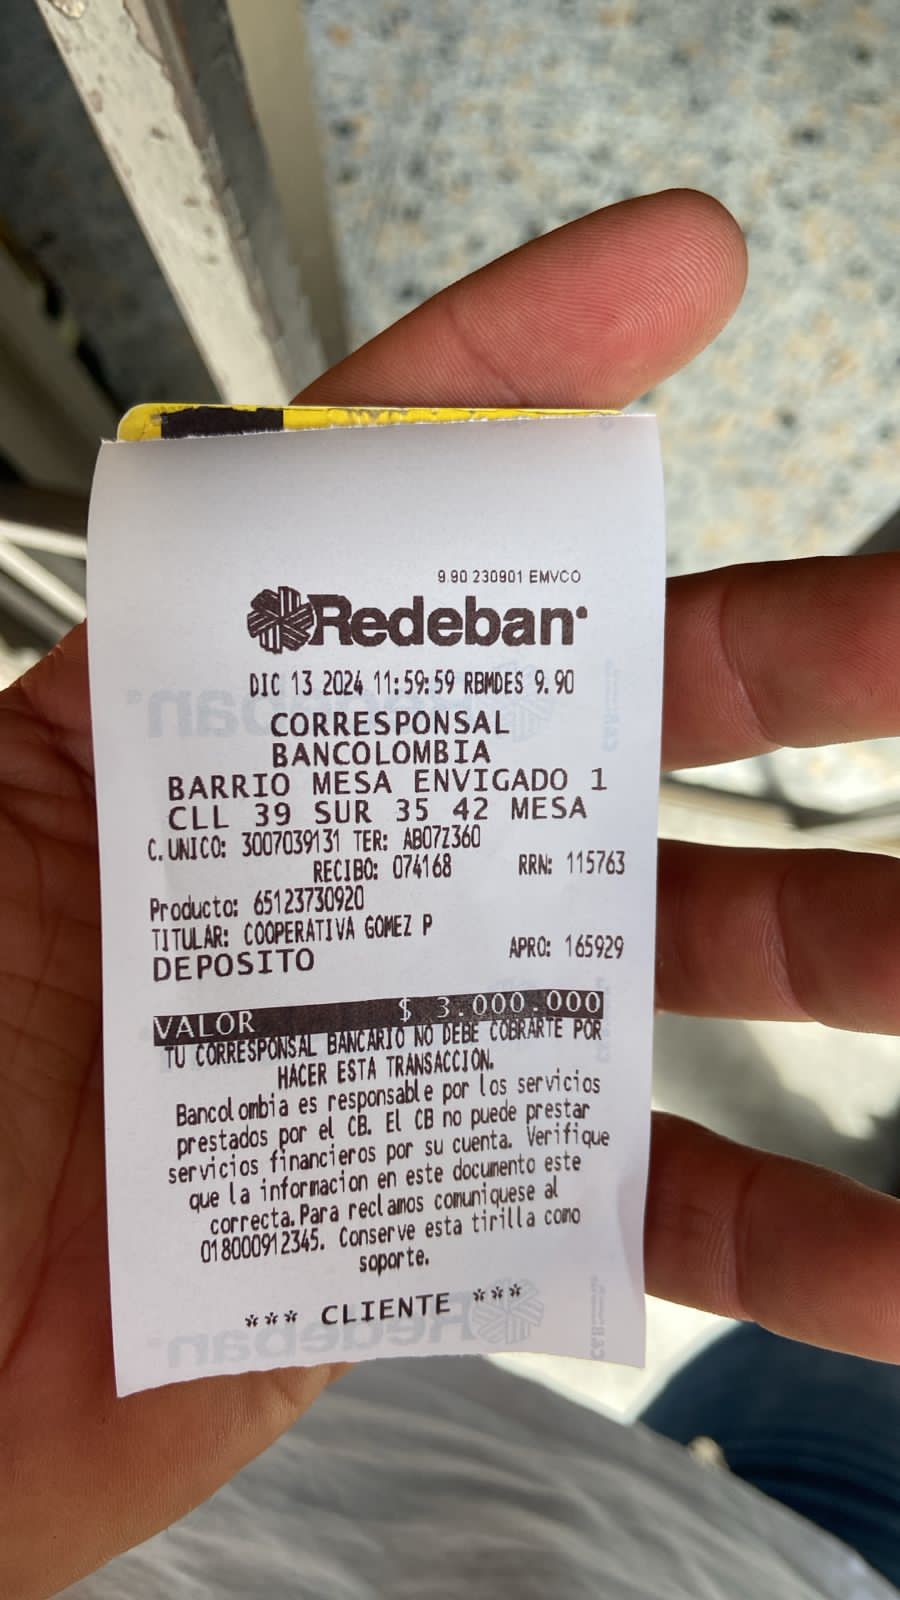 9.90 230901 EMVCO
Redeban
DIC 13 2024 11:59:59 RBMDES 9.90
CORRESPONSAL
BANCOLOMBIA
BARRIO MESA ENVIGADO 1
CLL 39 SUR 35 42 MESA
C.UNICO: 3007039131 TER: AB07Z360
RECIBO: 074168 RRN: 115763
Producto: 65123730920
TITULAR: COOPERATIVA GOMEZ P
DEPOSITO APRO: 165929
VALOR $ 3.000.000
TU CORRESPONSAL BANCARIO NO DEBE COBRARTE POR
HACER ESTA TRANSACCION.
Bancolombia es responsable por los servicios
prestados por el CB. El CB no puede prestar
servicios financieros por su cuenta. Verifique
que la informacion en este documento este
correcta.Para reclamos comuniquese al
018000912345. Conserve esta tirilla como
soporte.
*** CLIENTE ***